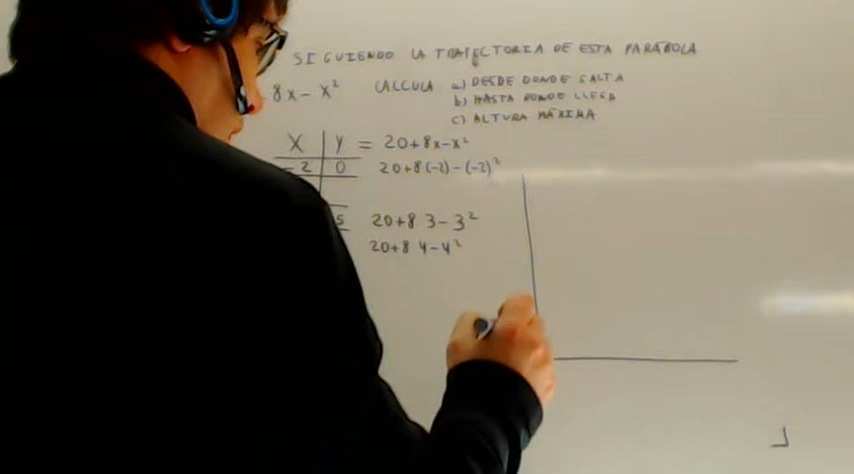 SIGUIENDO LA TRAYECTORIA DE ESTA PARÁBOLA
8x-x² CALCULA a) DESDE DONDE SALTA
b) HASTA DONDE LLEGA
c) ALTURA MÁXIMA
X Y = 20+8x-x²
-2 0 20+8(-2)-(-2)²
5 20+8 3-3²
20+8 4-4²